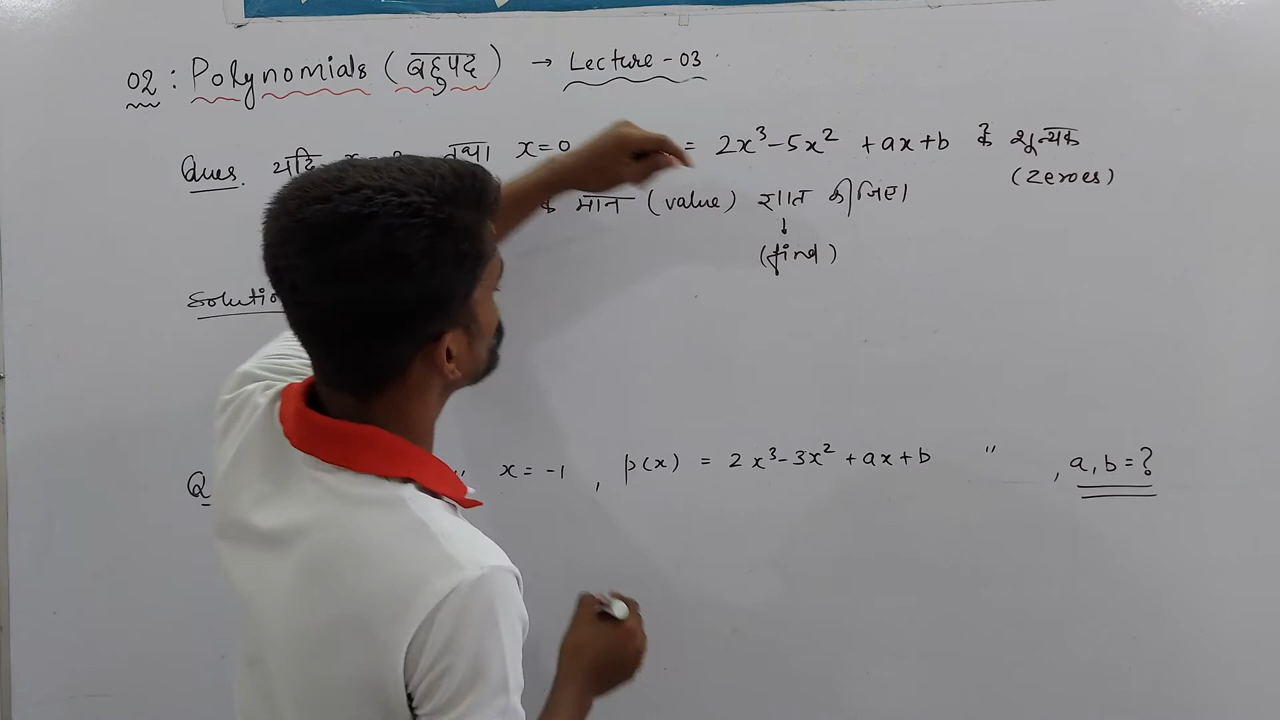 02 : Polynomials (बहुपद) → Lecture - 03
Ques. यदि तथा x=0 = 2x³-5x² +ax+b के शून्यक
(Zeroes)
के मान (value) ज्ञात कीजिए।
↓
(find)
Solutio
Q " x = -1 , p(x) = 2x³-3x²+ax+b " , a, b = ?